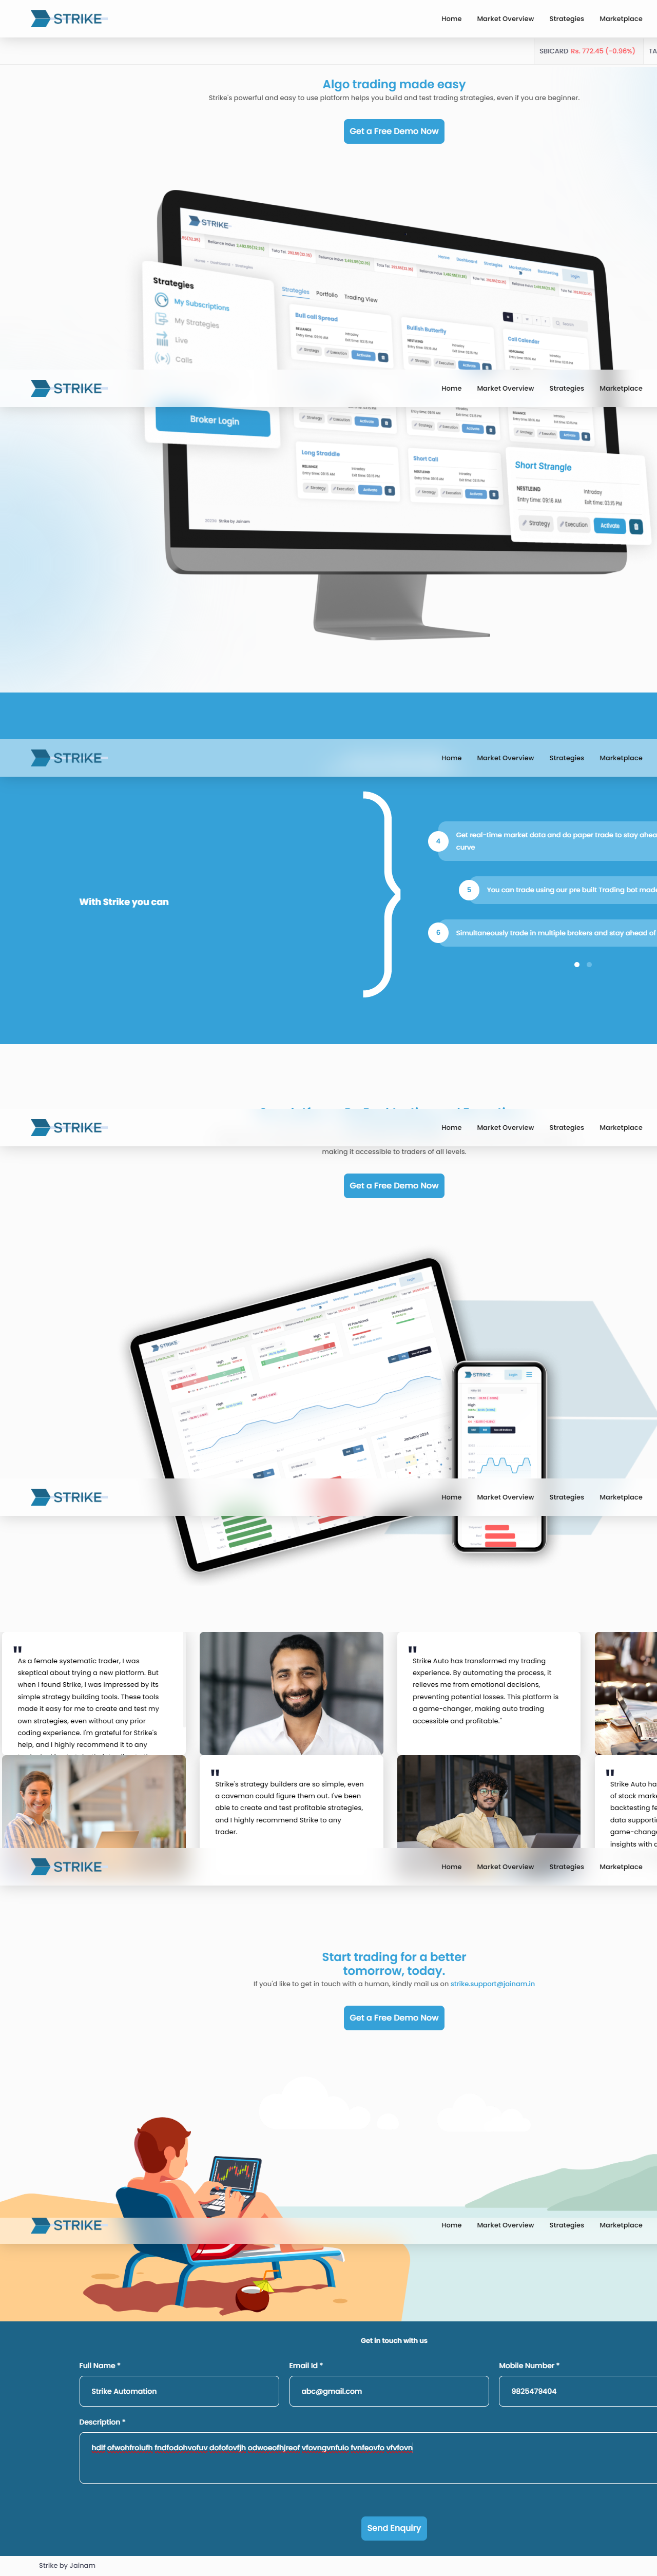 STRIKE
Home Market Overview Strategies Marketplace
SBICARD Rs. 772.45 (-0.96%) TA
Algo trading made easy
Strike's powerful and easy to use platform helps you build and test trading strategies, even if you are beginner.
Get a Free Demo Now
STRIKE
Strategies
My Subscriptions
My Strategies
Live
Calls
Strategies Portfolio Trading View
Bull call Spread
Bullish Butterfly
Call Calender
STRIKE
Home Market Overview Strategies Marketplace
Broker Login
Long Straddle
Short Call
Short Strangle
NESTLEIND intraday
Entry time: 09:16 AM Exit time: 03:15 PM
Strategy Execution Activate
STRIKE
Home Market Overview Strategies Marketplace
4 Get real-time market data and do paper trade to stay ahea
curve
5 You can trade using our pre built Trading bot mad
With Strike you can
6 Simultaneously trade in multiple brokers and stay ahead of
STRIKE
Home Market Overview Strategies Marketplace
making it accessible to traders of all levels.
Get a Free Demo Now
STRIKE
STRIKE
January 2024
STRIKE
Home Market Overview Strategies Marketplace
"
As a female systematic trader, I was
skeptical about trying a new platform. But
when I found Strike, I was impressed by its
simple strategy building tools. These tools
made it easy for me to create and test my
own strategies, even without any prior
coding experience. I'm grateful for Strike's
help, and I highly recommend it to any
"
Strike Auto has transformed my trading
experience. By automating the process, it
relieves me from emotional decisions,
preventing potential losses. This platform is
a game-changer, making auto trading
accessible and profitable."
"
Strike's strategy builders are so simple, even
a caveman could figure them out. I've been
able to create and test profitable strategies,
and I highly recommend Strike to any
trader.
"
Strike Auto ha
of stock mark
backtesting fe
data supporti
game-chang
insights with c
STRIKE
Home Market Overview Strategies Marketplace
Start trading for a better
tomorrow, today.
If you'd like to get in touch with a human, kindly mail us on strike.support@jainam.in
Get a Free Demo Now
STRIKE
Home Market Overview Strategies Marketplace
Get in touch with us
Full Name * Email Id * Mobile Number *
Strike Automation abc@gmail.com 9825479404
Description *
hdif ofwohfroiufh fndfodohvofuv dofofovfjh odwoeofhjreof vfovngvnfuio fvnfeovfo vfvfovn
Send Enquiry
Strike by Jainam